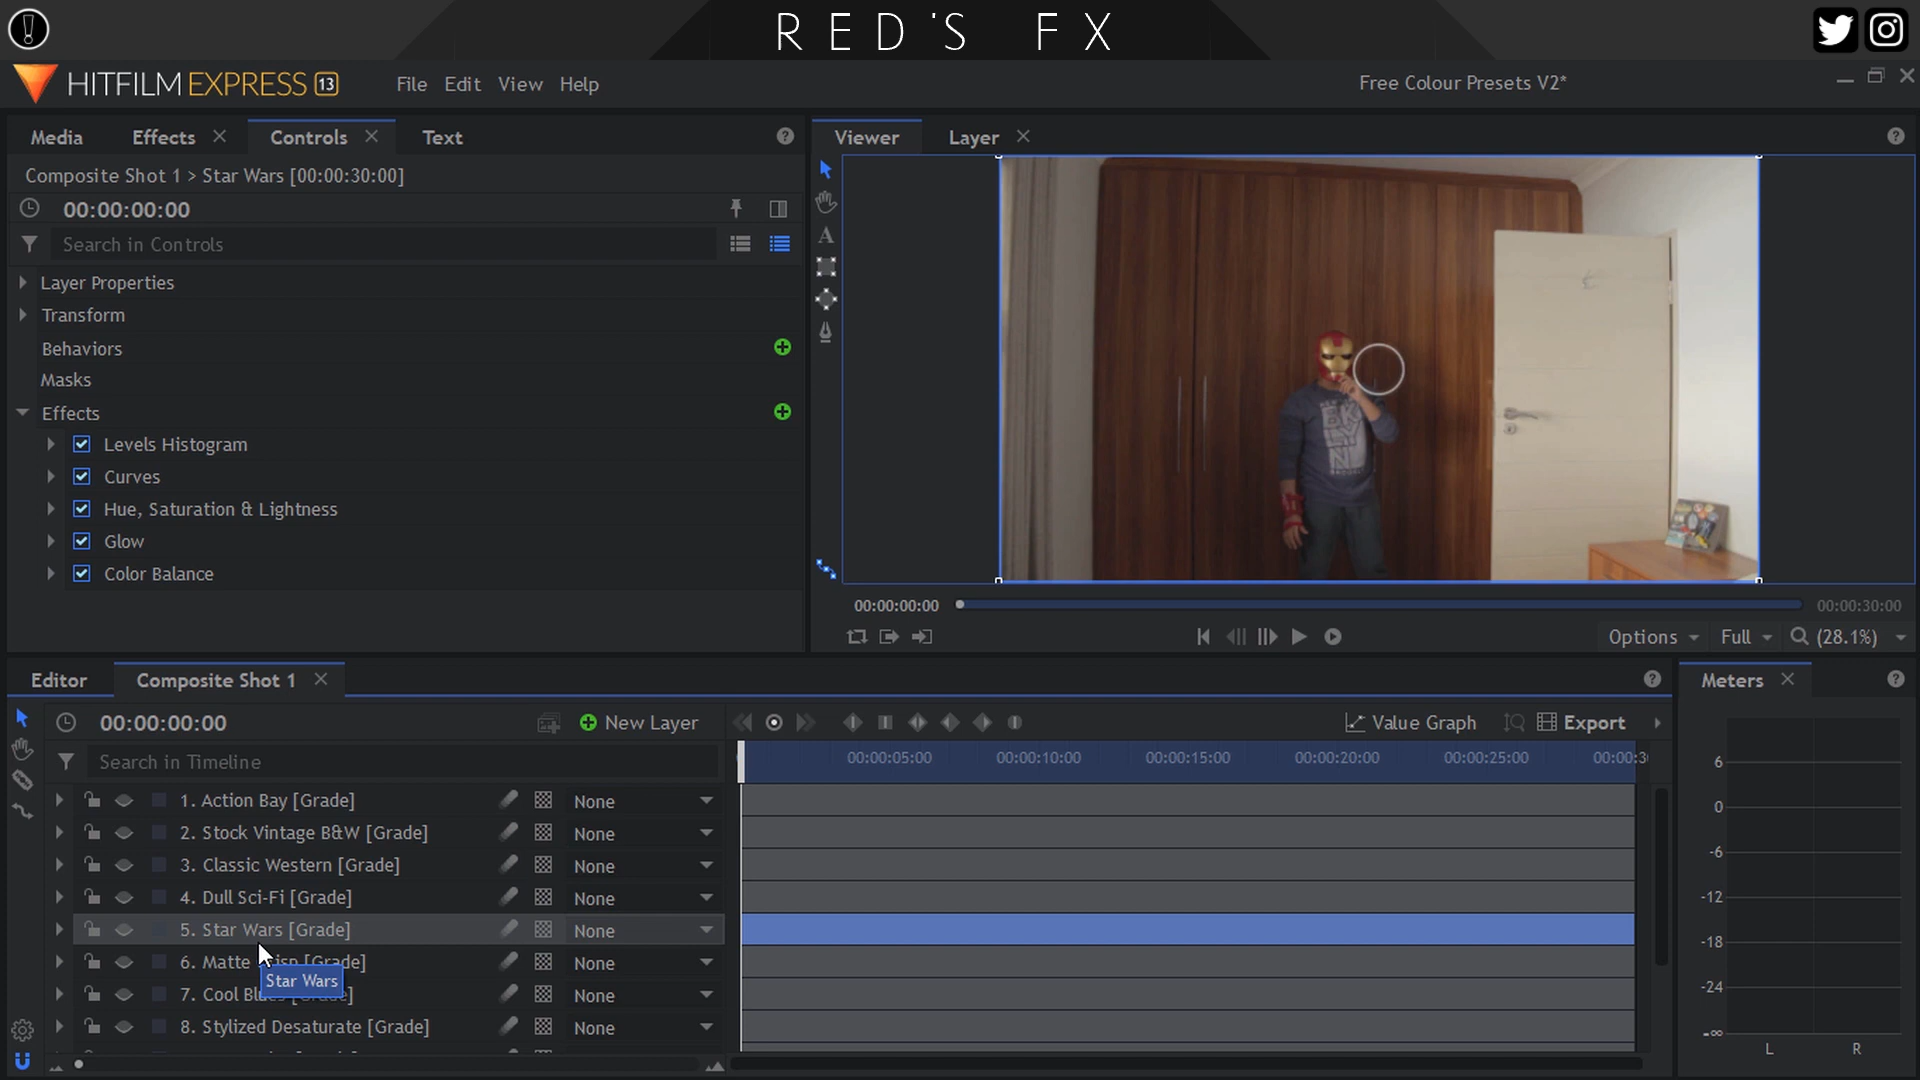 RED'S FX
HITFILM EXPRESS 13
File Edit View Help
Free Colour Presets V2*
Media Effects Controls Text
Viewer Layer
Composite Shot 1 > Star Wars [00:00:30:00]
00:00:00:00
Search in Controls
Layer Properties
Transform
Behaviors
Masks
Effects
Levels Histogram
Curves
Hue, Saturation & Lightness
Glow
Color Balance
00:00:00:00
00:00:30:00
Options Full (28.1%)
Editor Composite Shot 1
Meters
00:00:00:00
New Layer
Value Graph
Export
Search in Timeline
00:00:05:00 00:00:10:00 00:00:15:00 00:00:20:00 00:00:25:00 00:00:3
1. Action Bay [Grade] None
2. Stock Vintage B&W [Grade] None
3. Classic Western [Grade] None
4. Dull Sci-Fi [Grade] None
5. Star Wars [Grade] None
6. Matte [Grade] None
Star Wars
7. Cool None
8. Stylized Desaturate [Grade] None
6
0
-6
-12
-18
-24
-∞
L R